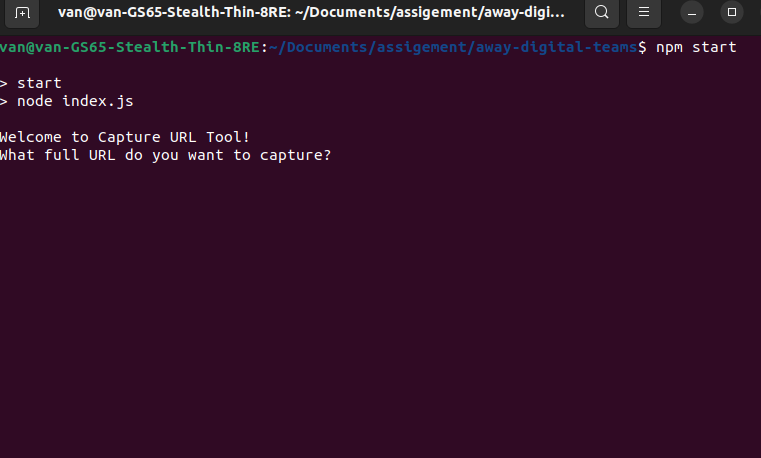 van@van-GS65-Stealth-Thin-8RE: ~/Documents/assigement/away-digi...
van@van-GS65-Stealth-Thin-8RE:~/Documents/assigement/away-digital-teams$ npm start
> start
> node index.js
Welcome to Capture URL Tool!
What full URL do you want to capture?